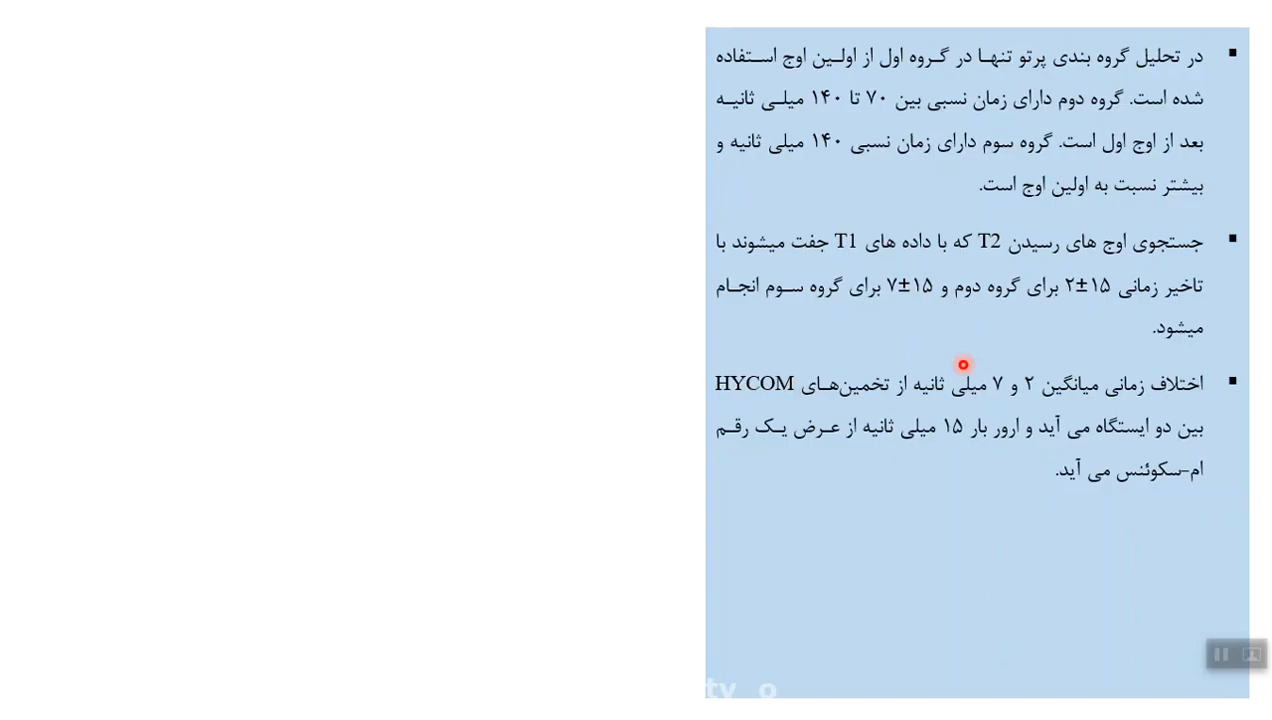 ▪ در تحلیل گروه بندی پرتو تنها در گروه اول از اولین اوج استفاده
شده است. گروه دوم دارای زمان نسبی بین ۷۰ تا ۱۴۰ میلی ثانیه
بعد از اوج اول است. گروه سوم دارای زمان نسبی ۱۴۰ میلی ثانیه و
بیشتر نسبت به اولین اوج است.
▪ جستجوی اوج های رسیدن T2 که با داده های T1 جفت میشوند با
تاخیر زمانی ۲±۱۵ برای گروه دوم و ۷±۱۵ برای گروه سوم انجام
میشود.
▪ اختلاف زمانی میانگین ۲ و ۷ میلی ثانیه از تخمین‌های HYCOM
بین دو ایستگاه می آید و ارور بار ۱۵ میلی ثانیه از عرض یک رقم
ام-سکوئنس می آید.
ty o